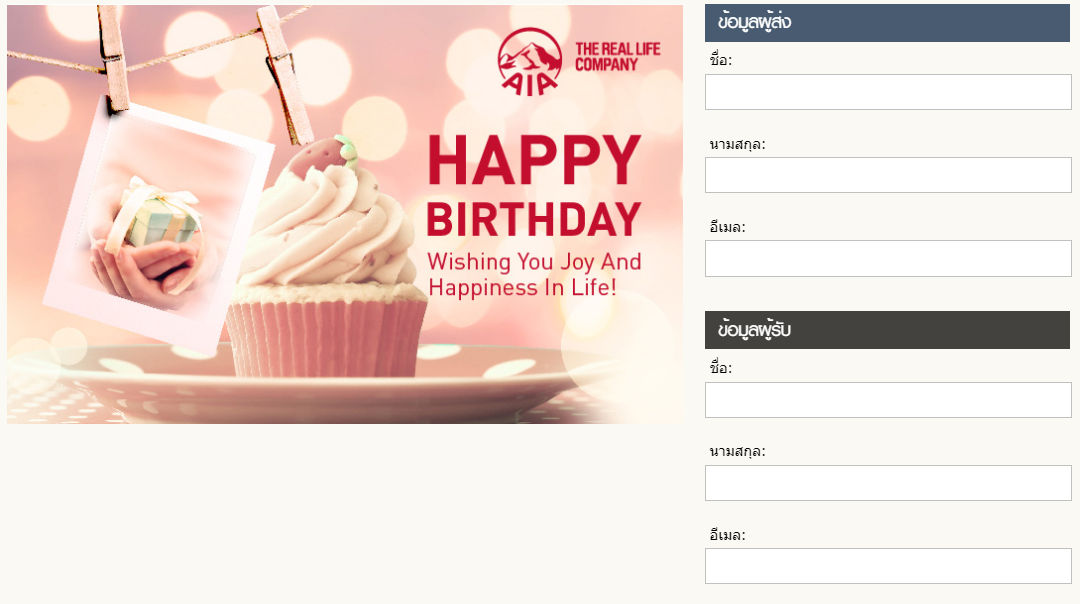 AIA
THE REAL LIFE
COMPANY
HAPPY
BIRTHDAY
Wishing You Joy And
Happiness In Life!
ข้อมูลผู้ส่ง
ชื่อ:
นามสกุล:
อีเมล:
ข้อมูลผู้รับ
ชื่อ:
นามสกุล:
อีเมล: